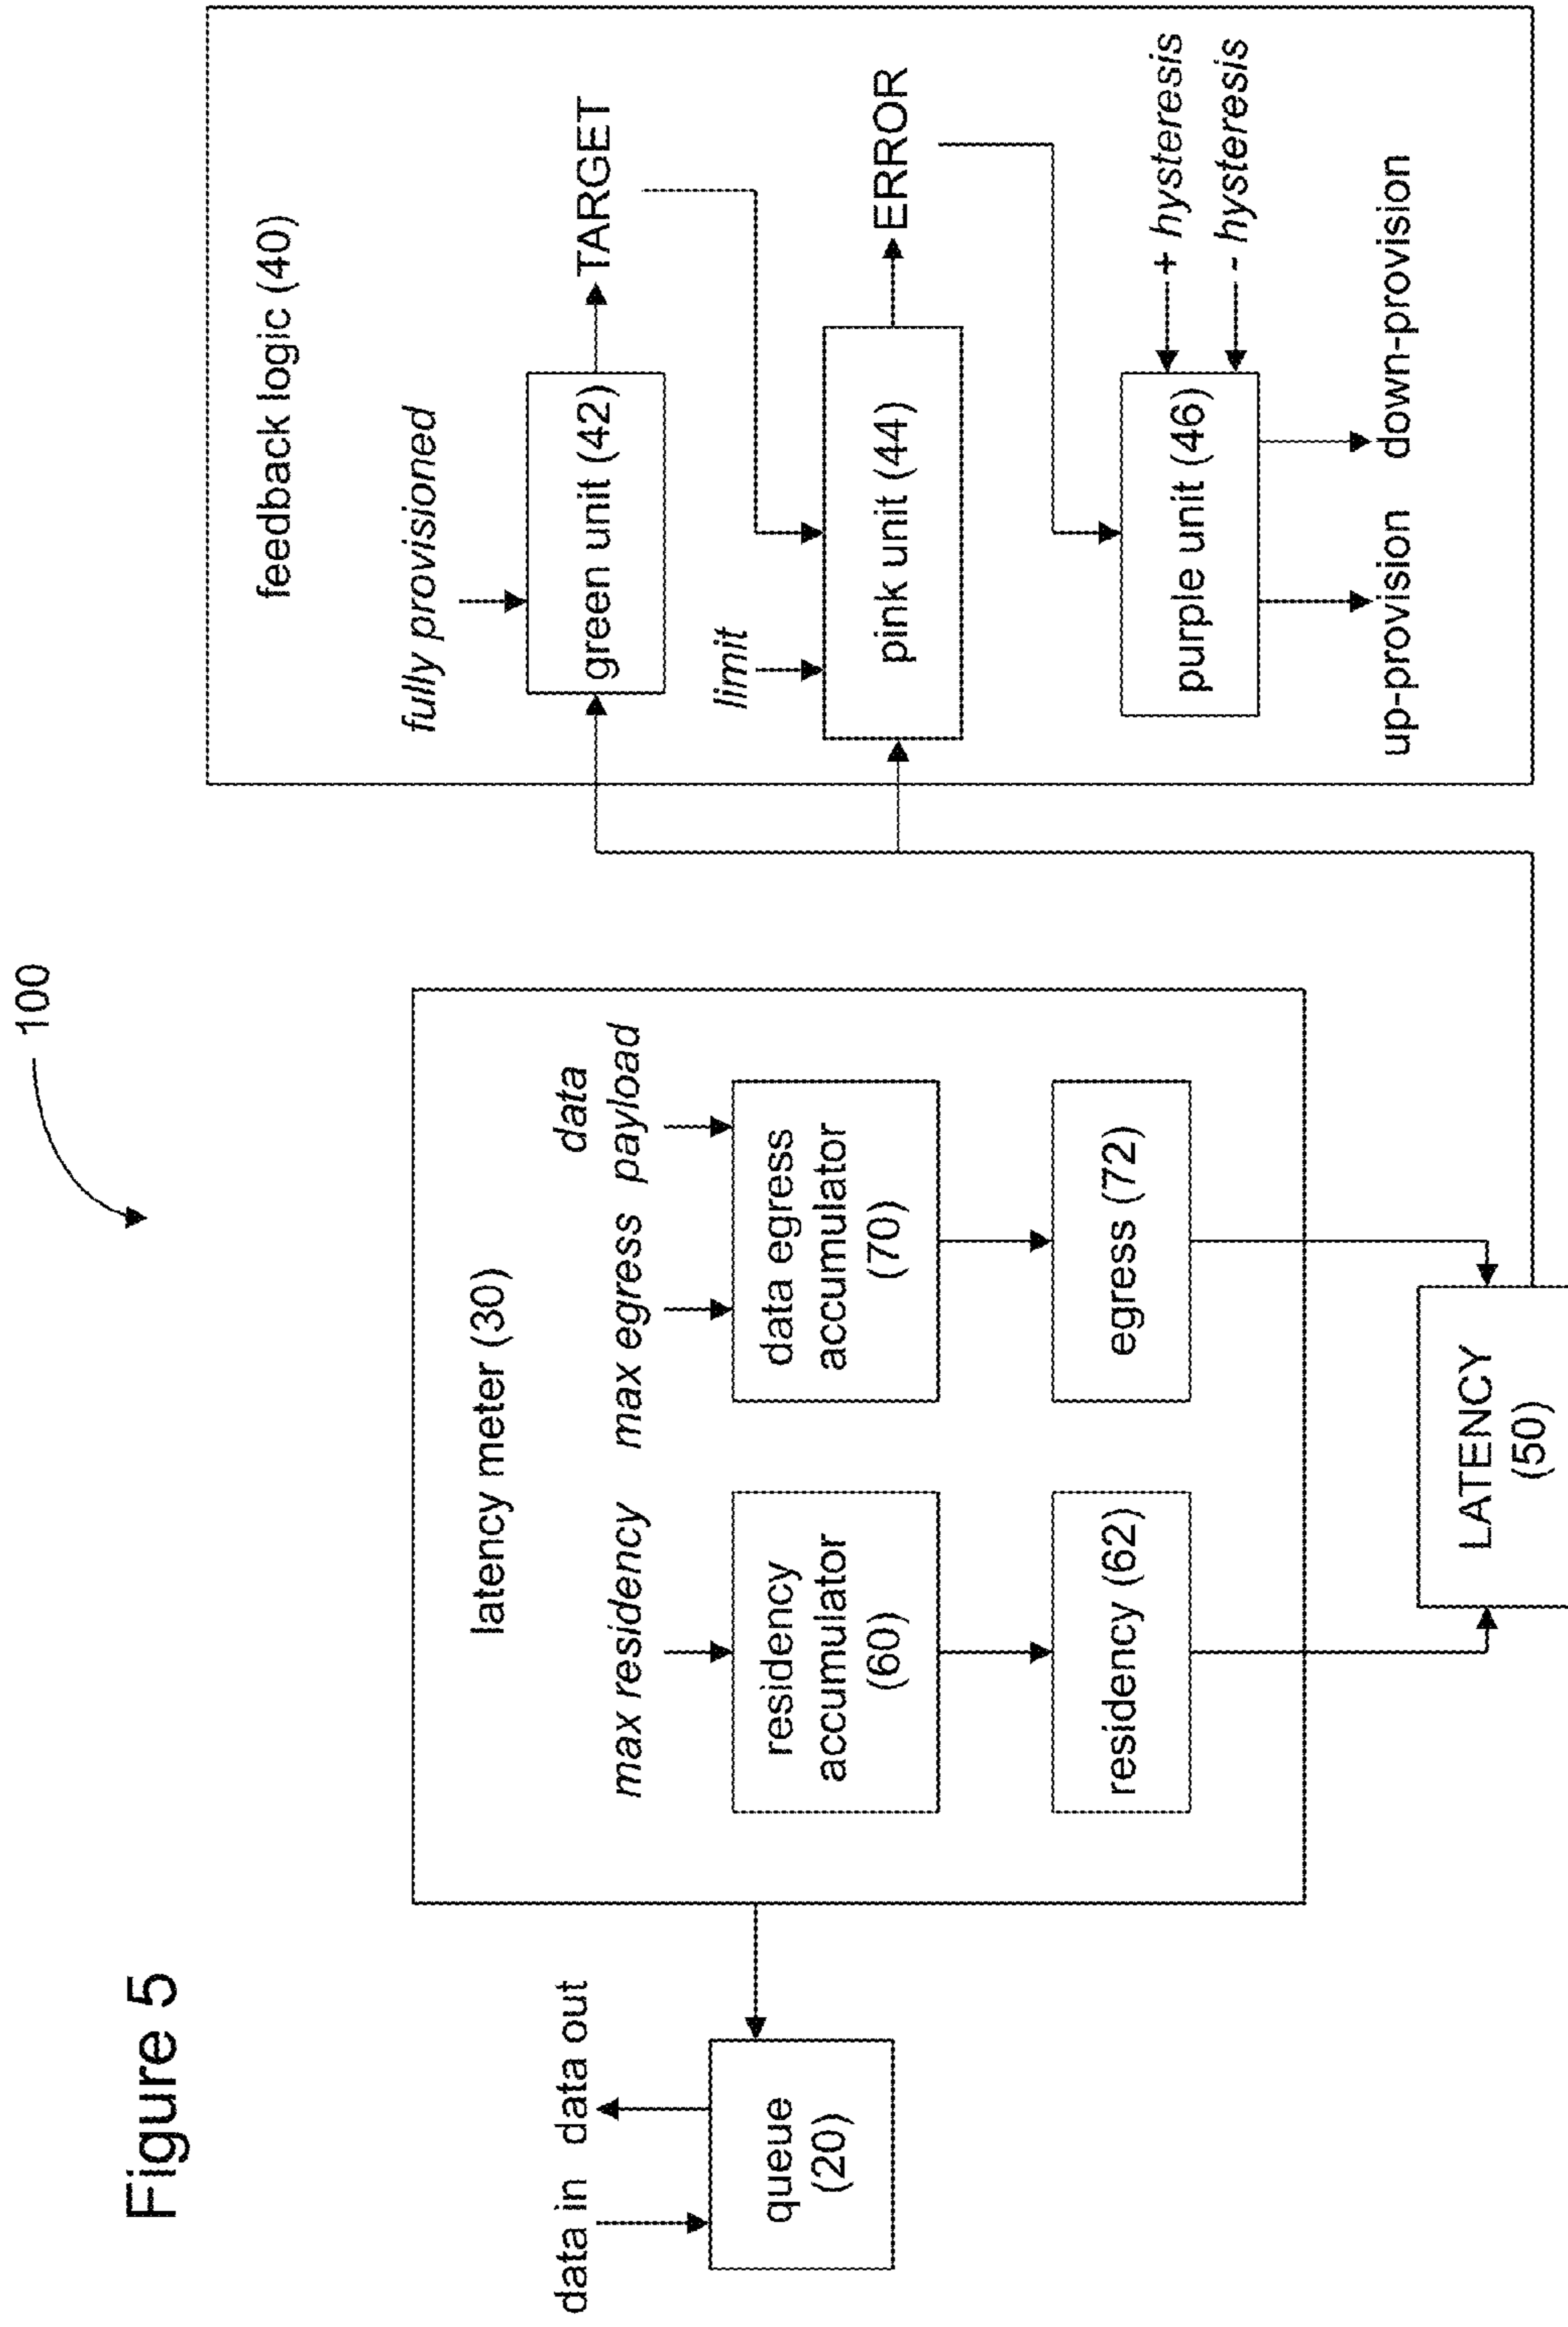 Figure 5
100
data in
data out
queue
(20)
latency meter (30)
max residency
max egress
data
payload
residency
accumulator
(60)
data egress
accumulator
(70)
residency (62)
egress (72)
LATENCY
(50)
feedback logic (40)
fully provisioned
green unit (42)
TARGET
limit
pink unit (44)
ERROR
purple unit (46)
+ hysteresis
- hysteresis
up-provision
down-provision